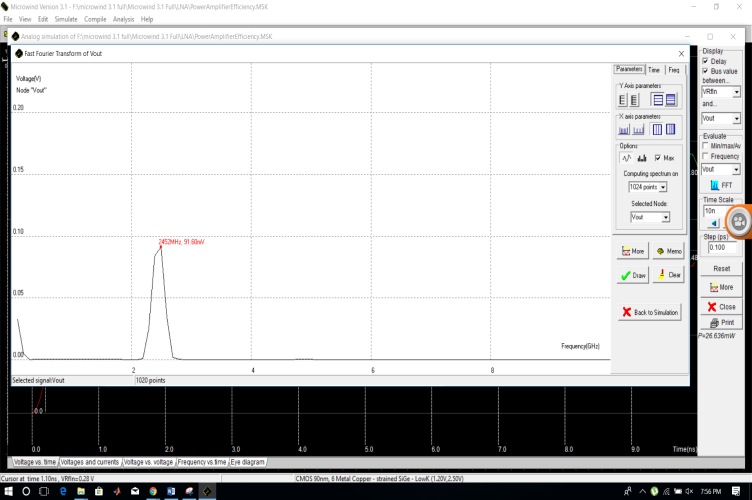 Microwind Version 3.1 - F:\microwind 3.1 full\Microwind 3.1 Full\LNA\PowerAmplifierEfficiency.MSK
File View Edit Simulate Compile Analysis Help
Analog simulation of F:\microwind 3.1 full\Microwind 3.1 Full\LNA\PowerAmplifierEfficiency.MSK
Fast Fourier Transform of Vout
Voltage(V)
Node "Vout"
0.20
0.15
0.10
0.05
0.00
2452MHz, 91.60mV
Frequency(GHz)
2 4 6 8
Selected signal:Vout 1020 points
Parameters Time Freq
Y Axis parameters
X axis parameters
Options
Max
Computing spectrum on
1024 points
Selected Node:
Vout
More Memo
Draw Clear
Back to Simulation
Display
Delay
Bus value
between...
VRfIn
and...
Vout
Evaluate
Min/max/Av
Frequency
Vout
FFT
Time Scale
10n
Step (ps)
0.100
Reset
More
Close
Print
P=26.636mW
0.0
0.0 1.0 2.0 3.0 4.0 5.0 6.0 7.0 8.0 9.0 Time(ns)
Voltage vs. time Voltages and currents Voltage vs. voltage Frequency vs.time Eye diagram
Cursor at time 1.10ns , VRfIn=0.28 V CMOS 90nm, 6 Metal Copper - strained SiGe - LowK (1.20V,2.50V)
7:56 PM